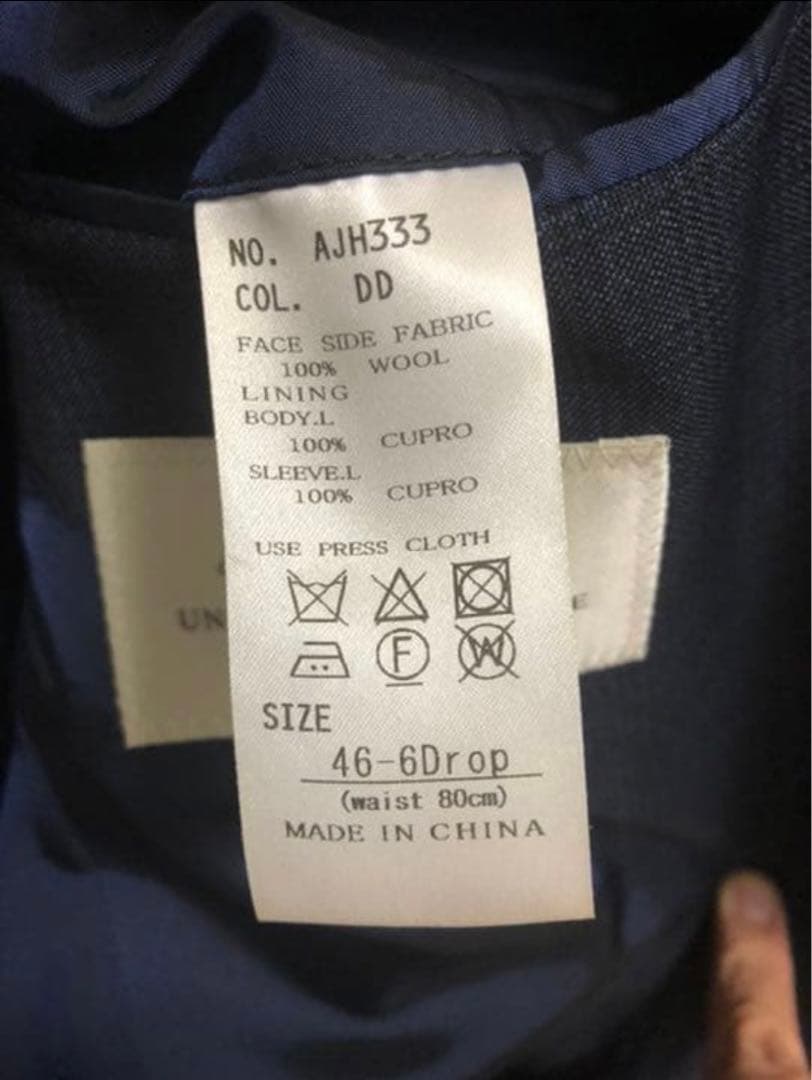 NO. AJH333
COL. DD
FACE SIDE FABRIC
100% WOOL
LINING
BODY.L
100% CUPRO
SLEEVE.L
100% CUPRO
USE PRESS CLOTH
F
W
SIZE
46-6Drop
(waist 80cm)
MADE IN CHINA